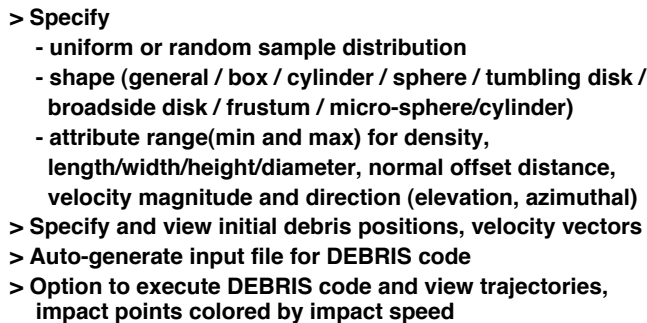 > Specify
- uniform or random sample distribution
- shape (general / box / cylinder / sphere / tumbling disk /
broadside disk / frustum / micro-sphere/cylinder)
- attribute range(min and max) for density,
length/width/height/diameter, normal offset distance,
velocity magnitude and direction (elevation, azimuthal)
> Specify and view initial debris positions, velocity vectors
> Auto-generate input file for DEBRIS code
> Option to execute DEBRIS code and view trajectories,
impact points colored by impact speed